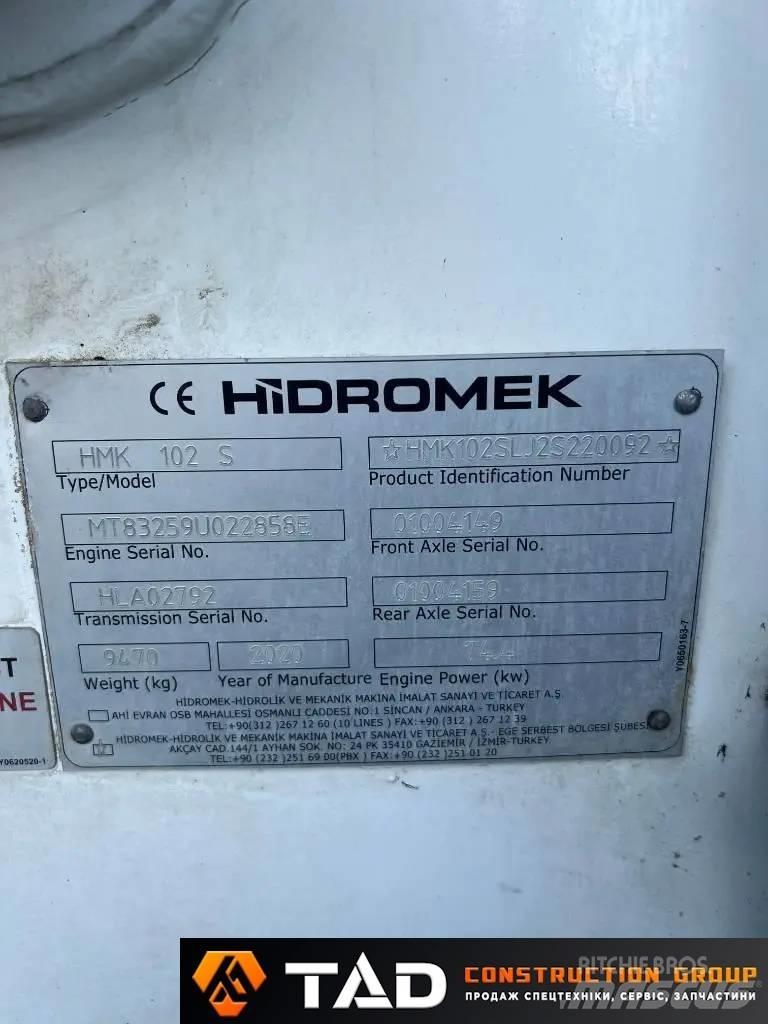 CE HİDROMEK
HMK 102 S
☆HMK102SLJ2S220092☆
Type/Model
Product Identification Number
MT83259U022858E
01004149
Engine Serial No.
Front Axle Serial No.
HLA02792
01004159
Transmission Serial No.
Rear Axle Serial No.
9470
2020
74.4
Weight (kg)
Year of Manufacture
Engine Power (kw)
HIDROMEK-HIDROLİK VE MEKANİK MAKİNA İMALAT SANAYİ VE TİCARET A.Ş.
AHİ EVRAN OSB MAHALLESİ OSMANLI CADDESİ NO.:1 SİNCAN / ANKARA - TURKEY
TEL:+90(312 )267 12 60 (10 LINES ) FAX:+90 (312 ) 267 12 39
HIDROMEK-HIDROLİK VE MEKANİK MAKİNA İMALAT SANAYİ VE TİCARET A.Ş.- EGE SERBEST BÖLGESİ ŞUBESİ
AKÇAY CAD.144/1 AYHAN SOK. NO: 24 PK 35410 GAZİEMİR / İZMİR-TURKEY
TEL:+90 (232 )251 69 00(PBX ) FAX:+90 (232 )251 01 20
Y0650163-7
ST
NE
Y0620520-1
TAD CONSTRUCTION GROUP
ПРОДАЖ СПЕЦТЕХНІКИ, СЕРВІС, ЗАПЧАСТИНИ
RITCHIE BROS
MASCUS